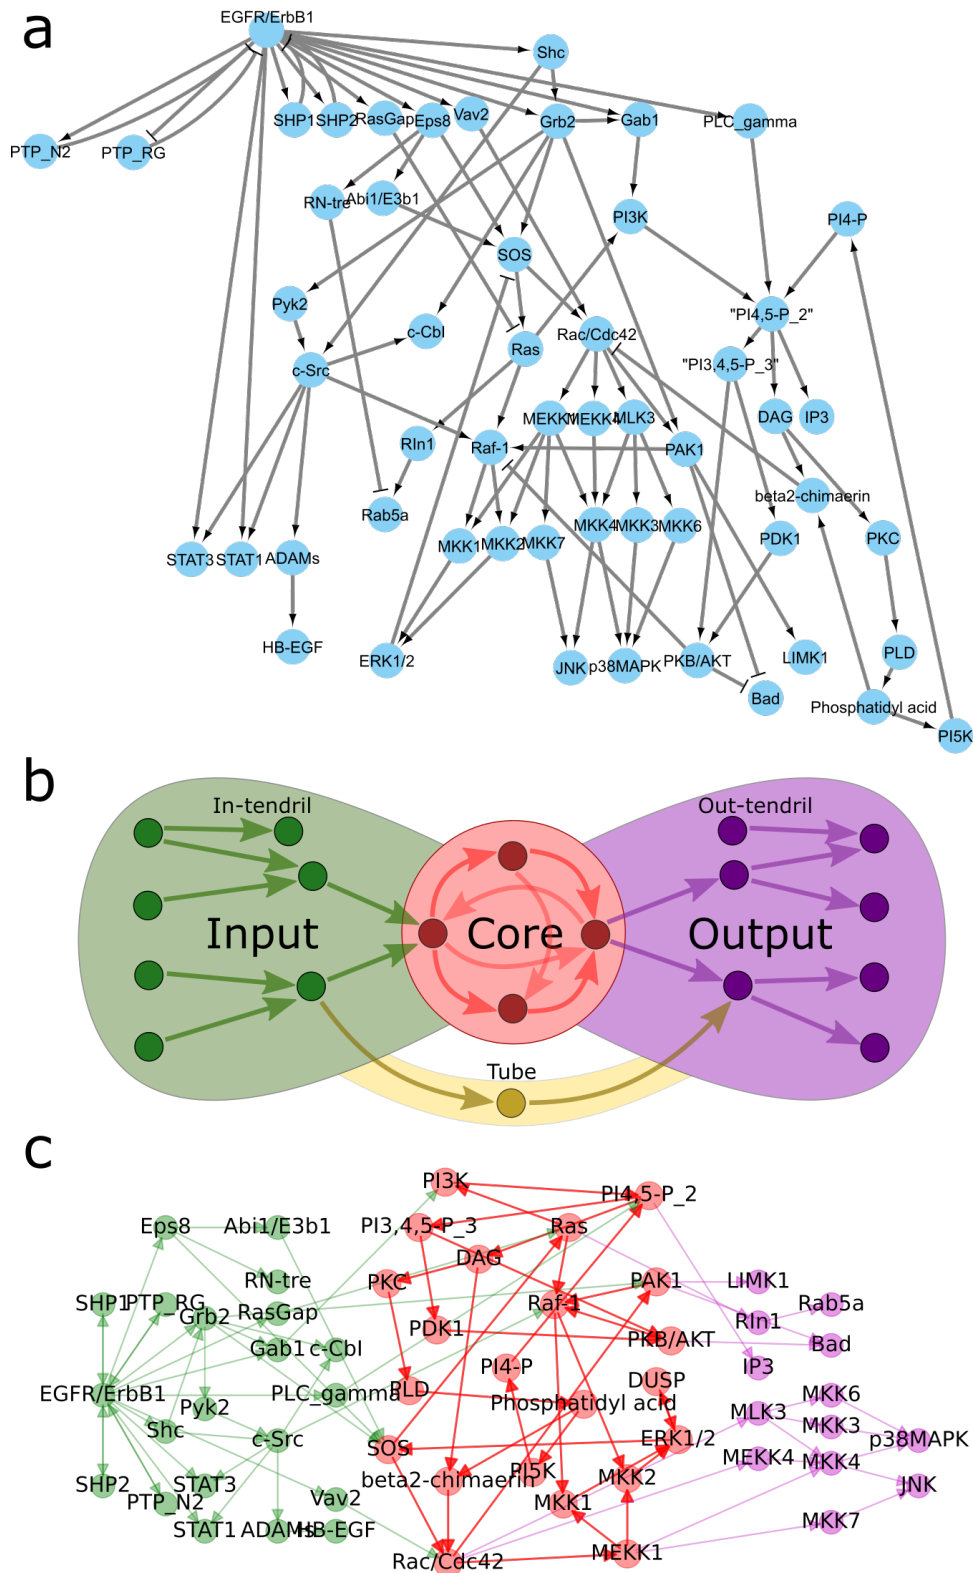 a
EGFR/ErbB1
Shc
SHP1
SHP2
RasGap
Eps8
Vav2
Grb2
Gab1
PLC_gamma
PTP_N2
PTP_RG
RN-tre
Abi1/E3b1
PI3K
PI4-P
SOS
Pyk2
c-Cbl
Ras
Rac/Cdc42
"PI4,5-P_2"
"PI3,4,5-P_3"
c-Src
MEKK1
MEKK4
MLK3
DAG
IP3
RIn1
Raf-1
PAK1
beta2-chimaerin
Rab5a
MKK1
MKK2
MKK7
MKK4
MKK3
MKK6
PDK1
PKC
STAT3
STAT1
ADAMs
HB-EGF
ERK1/2
JNK
p38MAPK
PKB/AKT
LIMK1
PLD
Bad
Phosphatidyl acid
PI5K
b
In-tendril
Out-tendril
Input
Core
Output
Tube
c
PI3K
PI4,5-P_2
Eps8
Abi1/E3b1
PI3,4,5-P_3
Ras
DAG
RN-tre
PKC
PAK1
LIMK1
SHP1
PTP_RG
Grb2
RasGap
Raf-1
RIn1
Rab5a
PDK1
PKB/AKT
Bad
Gab1
c-Cbl
PI4-P
IP3
EGFR/ErbB1
PLC_gamma
PLD
DUSP
Phosphatidyl acid
MKK6
Pyk2
MLK3
MKK3
Shc
c-Src
SOS
ERK1/2
p38MAPK
MEKK4
MKK4
SHP2
STAT3
beta2-chimaerin
PI5K
MKK2
JNK
PTP_N2
Vav2
MKK1
MKK7
STAT1
ADAMs
HB-EGF
Rac/Cdc42
MEKK1